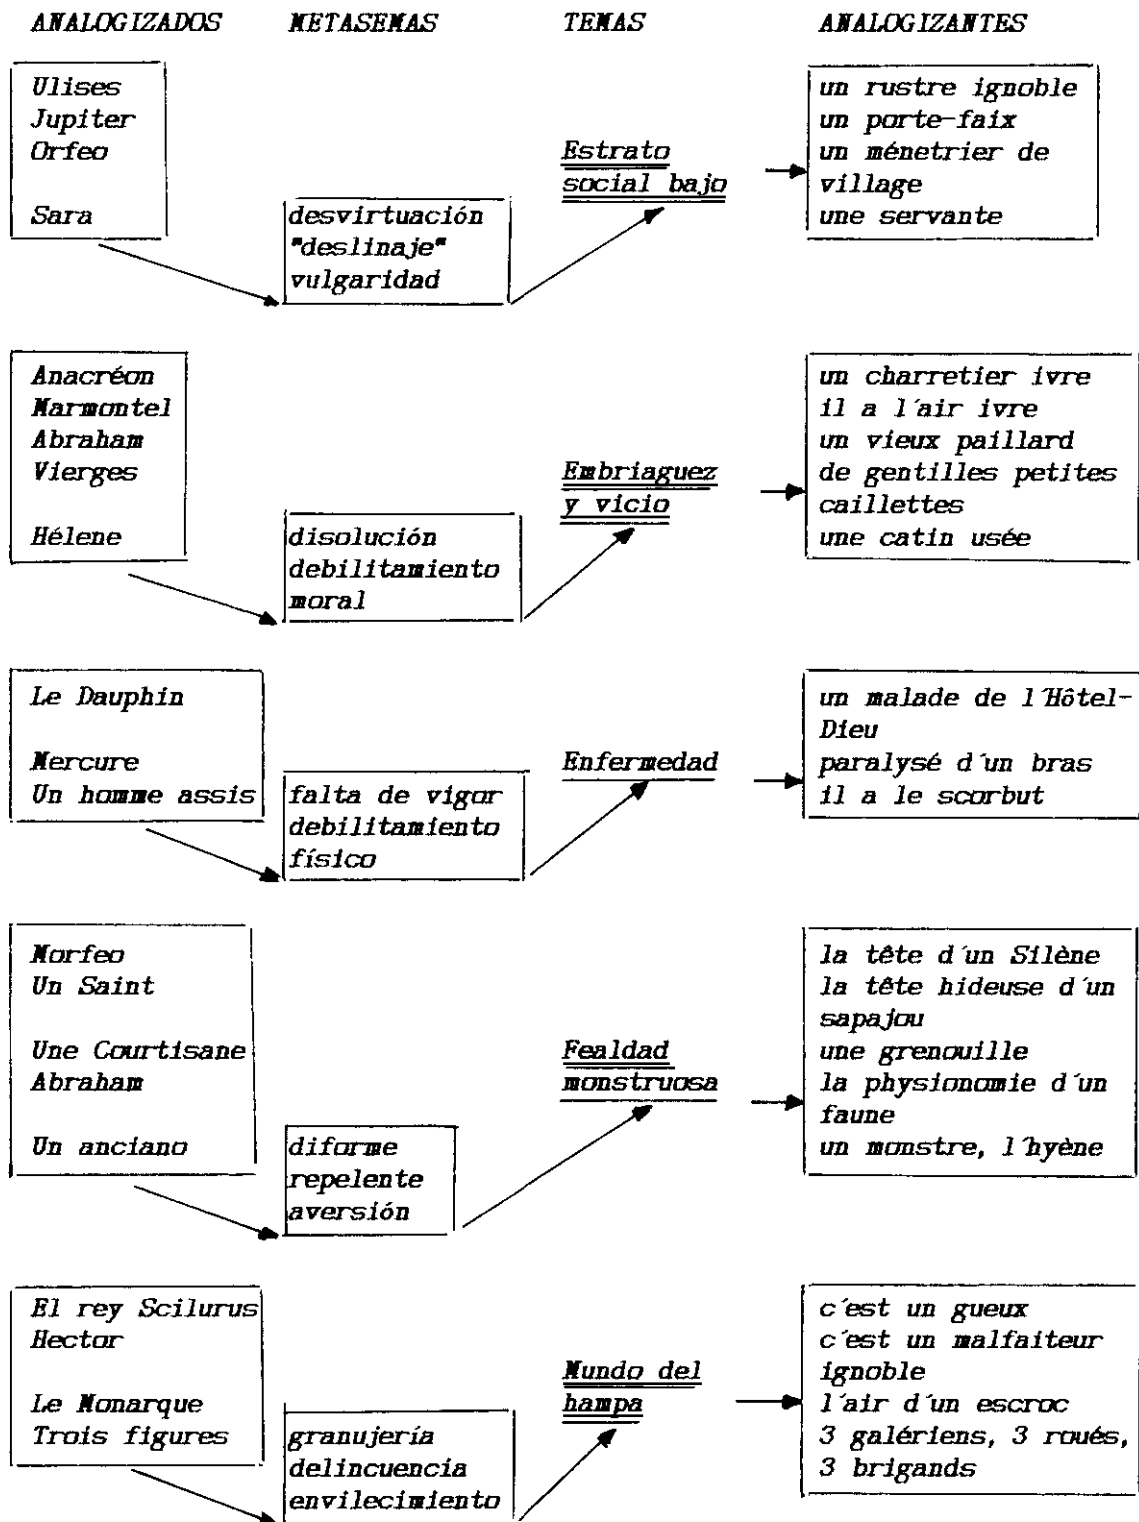 ANALOGIZADOS METASEMAS TEMAS ANALOGIZANTES
Ulises
Jupiter
Orfeo
Sara
desvirtuación
"deslinaje"
vulgaridad
Estrato
social bajo
un rustre ignoble
un porte-faix
un ménetrier de
village
une servante
Anacréon
Marmontel
Abraham
Vierges
Hélene
disolución
debilitamiento
moral
Embriaguez
y vicio
un charretier ivre
il a l´air ivre
un vieux paillard
de gentilles petites
caillettes
une catin usée
Le Dauphin
Mercure
Un homme assis
falta de vigor
debilitamiento
físico
Enfermedad
un malade de l´Hôtel-
Dieu
paralysé d´un bras
il a le scorbut
Morfeo
Un Saint
Une Courtisane
Abraham
Un anciano
diforme
repelente
aversión
Fealdad
monstruosa
la tête d´un Silène
la tête hideuse d´un
sapajou
une grenouille
la physionomie d´un
faune
un monstre, l´hyène
El rey Scilurus
Hector
Le Monarque
Trois figures
granujería
delincuencia
envilecimiento
Mundo del
hampa
c´est un gueux
c´est un malfaiteur
ignoble
l´air d´un escroc
3 galériens, 3 roués,
3 brigands